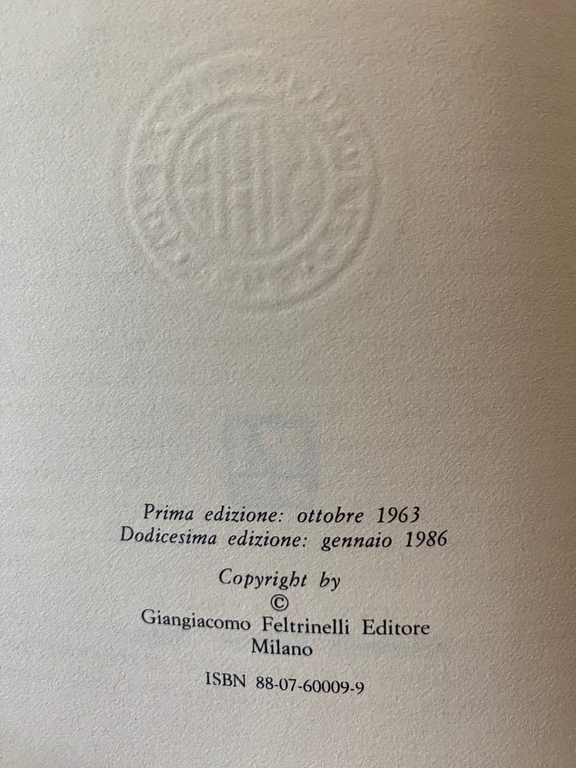 Prima edizione: ottobre 1963
Dodicesima edizione: gennaio 1986
Copyright by
©
Giangiacomo Feltrinelli Editore
Milano
ISBN 88-07-60009-9